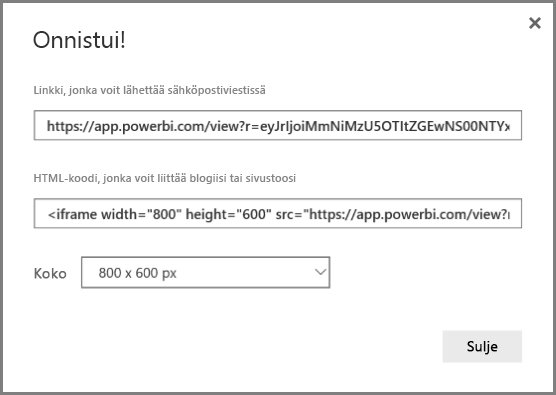 Onnistui!
Linkki, jonka voit lähettää sähköpostiviestissä
https://app.powerbi.com/view?r=eyJrIjoiMmNiMzU5OTItZGEwNS00NTYx
HTML-koodi, jonka voit liittää blogiisi tai sivustoosi
<iframe width="800" height="600" src="https://app.powerbi.com/view?r
Koko 800 x 600 px
Sulje